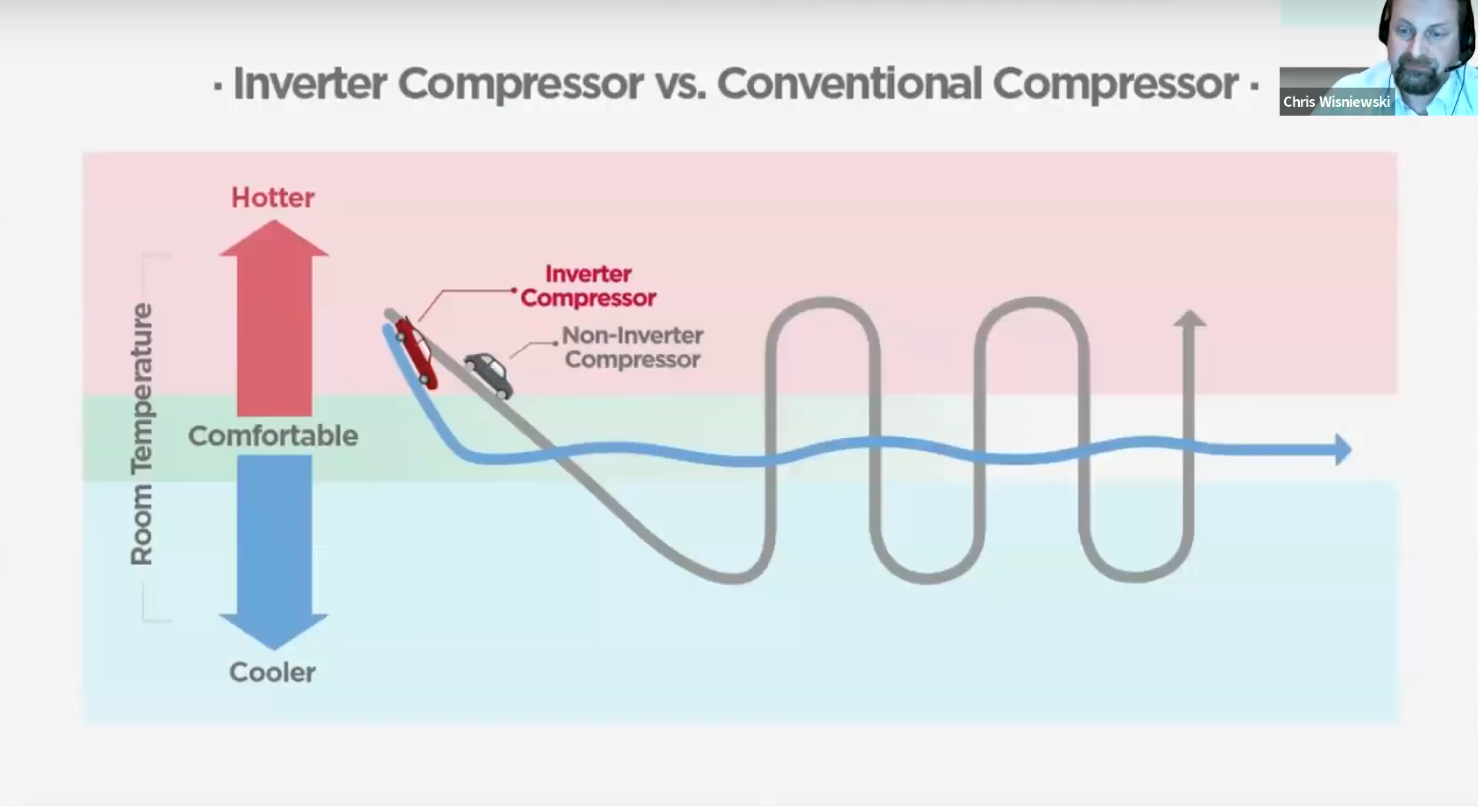 · Inverter Compressor vs. Conventional Compressor ·
Chris Wisniewski
Hotter
Inverter
Compressor
Non-Inverter
Compressor
Room Temperature
Comfortable
Cooler